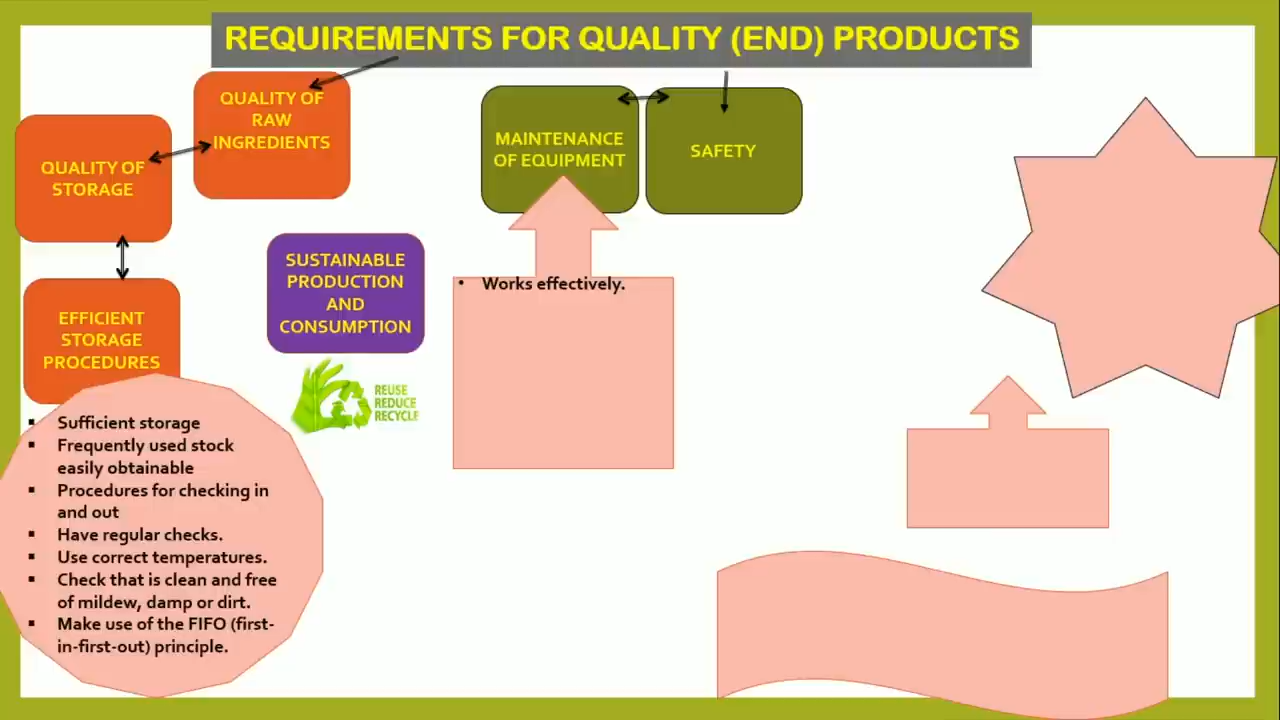 REQUIREMENTS FOR QUALITY (END) PRODUCTS
QUALITY OF
RAW
INGREDIENTS
QUALITY OF
STORAGE
EFFICIENT
STORAGE
PROCEDURES
▪ Sufficient storage
▪ Frequently used stock
easily obtainable
▪ Procedures for checking in
and out
▪ Have regular checks.
▪ Use correct temperatures.
▪ Check that is clean and free
of mildew, damp or dirt.
▪ Make use of the FIFO (first-
in-first-out) principle.
SUSTAINABLE
PRODUCTION
AND
CONSUMPTION
REUSE
REDUCE
RECYCLE
MAINTENANCE
OF EQUIPMENT
• Works effectively.
SAFETY